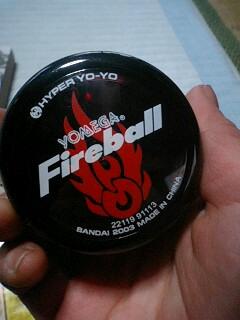 HYPER YO-YO
YOMEGA®
Fireball
22119 91113
BANDAI 2003 MADE IN CHINA